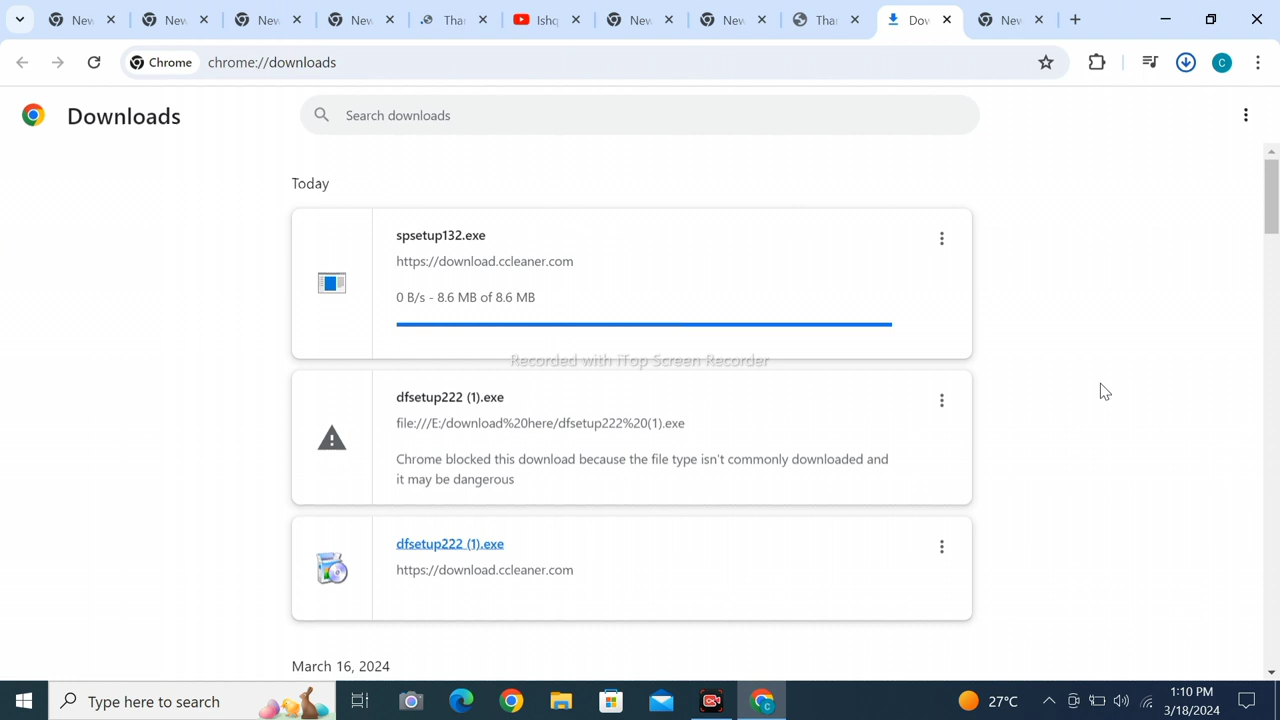 New
New
New
New
Than
Ishq
New
New
Than
Dow
New
Chrome
chrome://downloads
C
Downloads
Search downloads
Today
spsetup132.exe
https://download.ccleaner.com
0 B/s - 8.6 MB of 8.6 MB
Recorded with iTop Screen Recorder
dfsetup222 (1).exe
file:///E:/download%20here/dfsetup222%20(1).exe
Chrome blocked this download because the file type isn't commonly downloaded and
it may be dangerous
dfsetup222 (1).exe
https://download.ccleaner.com
March 16, 2024
Type here to search
C
27°C
1:10 PM
3/18/2024